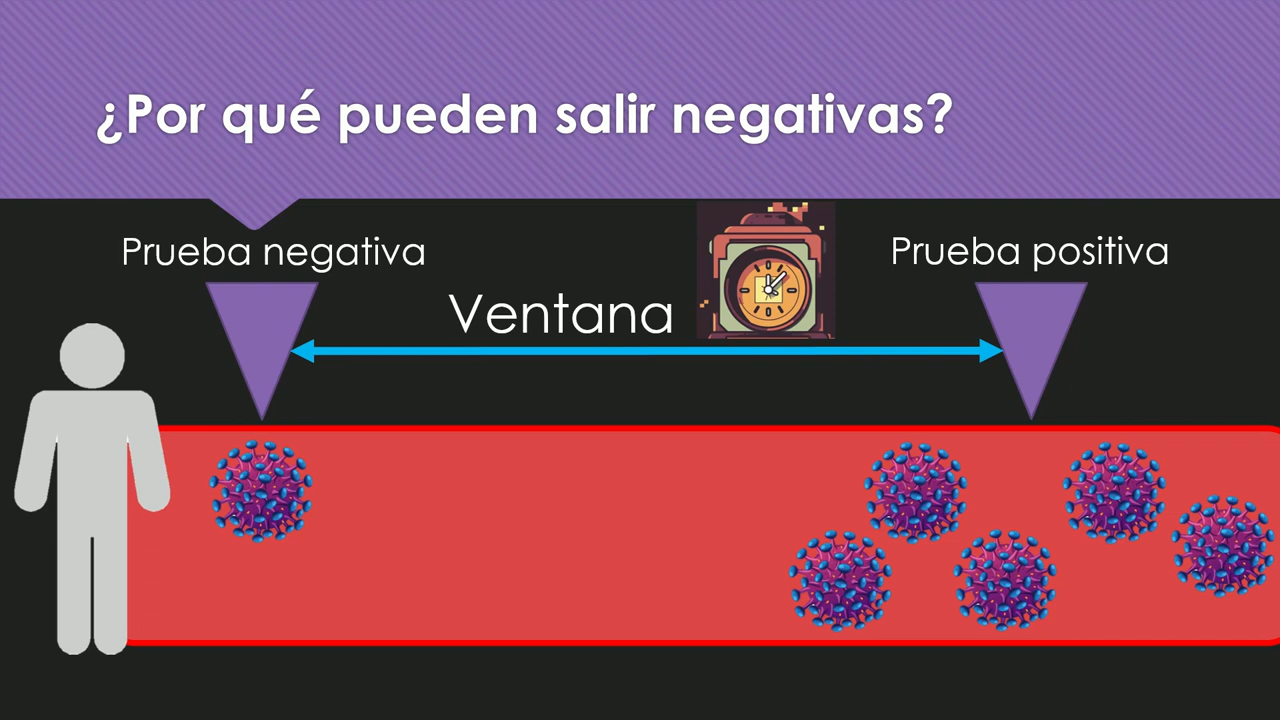 ¿Por qué pueden salir negativas?
Prueba negativa
Prueba positiva
Ventana